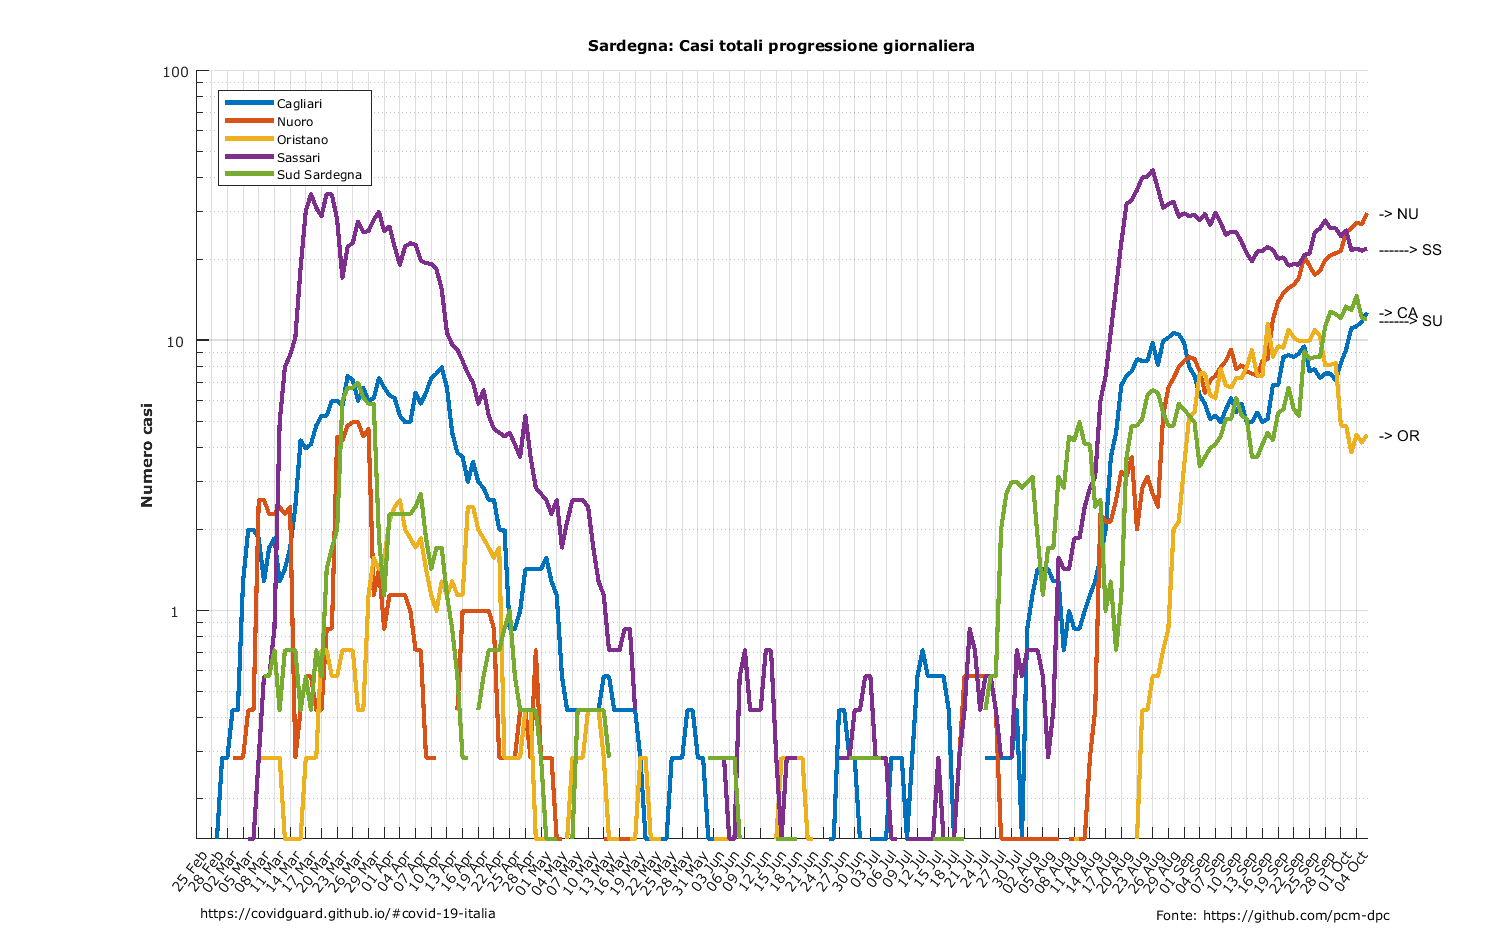 Sardegna: Casi totali progressione giornaliera
100
10
1
Numero casi
Cagliari
Nuoro
Oristano
Sassari
Sud Sardegna
-> NU
------> SS
-> CA
------> SU
-> OR
25 Feb
28 Feb
02 Mar
05 Mar
08 Mar
11 Mar
14 Mar
17 Mar
20 Mar
23 Mar
26 Mar
29 Mar
01 Apr
04 Apr
07 Apr
10 Apr
13 Apr
16 Apr
19 Apr
22 Apr
25 Apr
28 Apr
01 May
04 May
07 May
10 May
13 May
16 May
19 May
22 May
25 May
28 May
31 May
03 Jun
06 Jun
09 Jun
12 Jun
15 Jun
18 Jun
21 Jun
24 Jun
27 Jun
30 Jun
03 Jul
06 Jul
09 Jul
12 Jul
15 Jul
18 Jul
21 Jul
24 Jul
27 Jul
30 Jul
02 Aug
05 Aug
08 Aug
11 Aug
14 Aug
17 Aug
20 Aug
23 Aug
26 Aug
29 Aug
01 Sep
04 Sep
07 Sep
10 Sep
13 Sep
16 Sep
19 Sep
22 Sep
25 Sep
28 Sep
01 Oct
04 Oct
https://covidguard.github.io/#covid-19-italia
Fonte: https://github.com/pcm-dpc